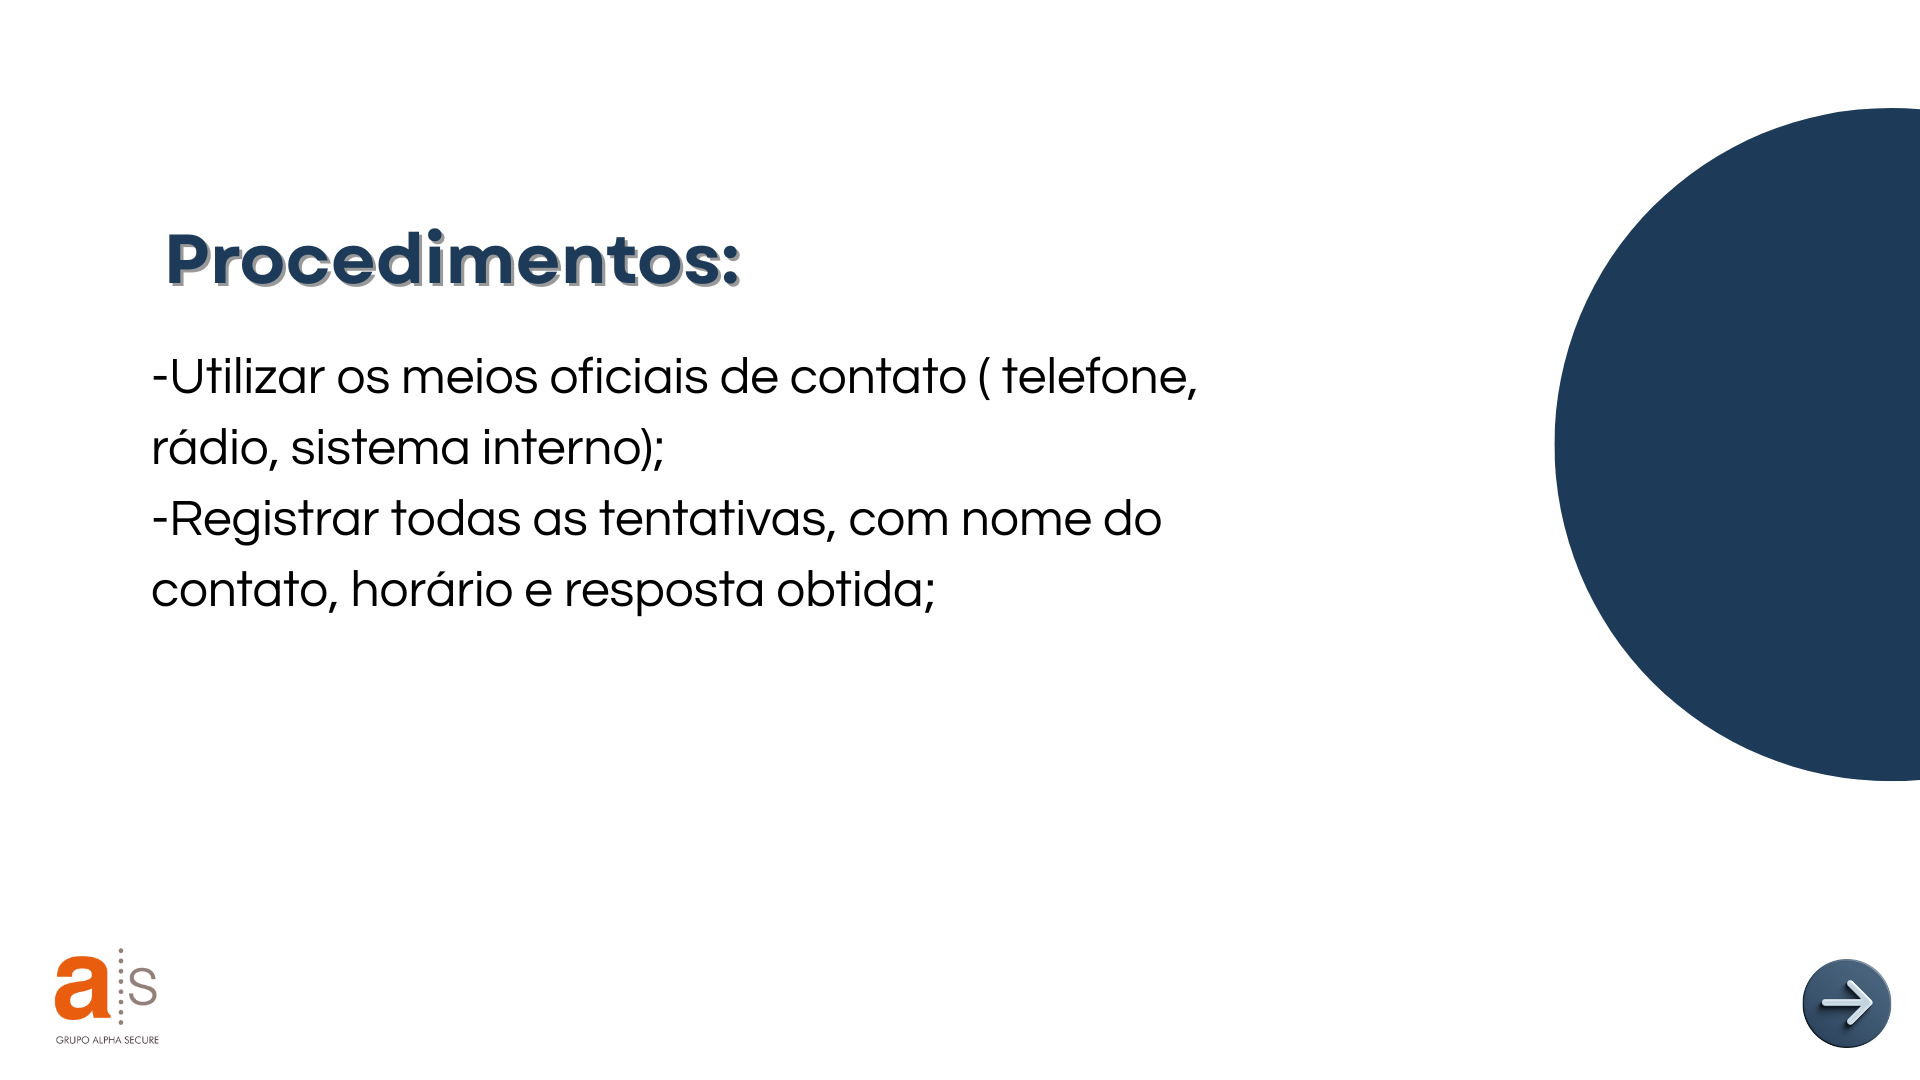 Procedimentos:
-Utilizar os meios oficiais de contato ( telefone,
rádio, sistema interno);
-Registrar todas as tentativas, com nome do
contato, horário e resposta obtida;
a s
GRUPO ALPHA SECURE